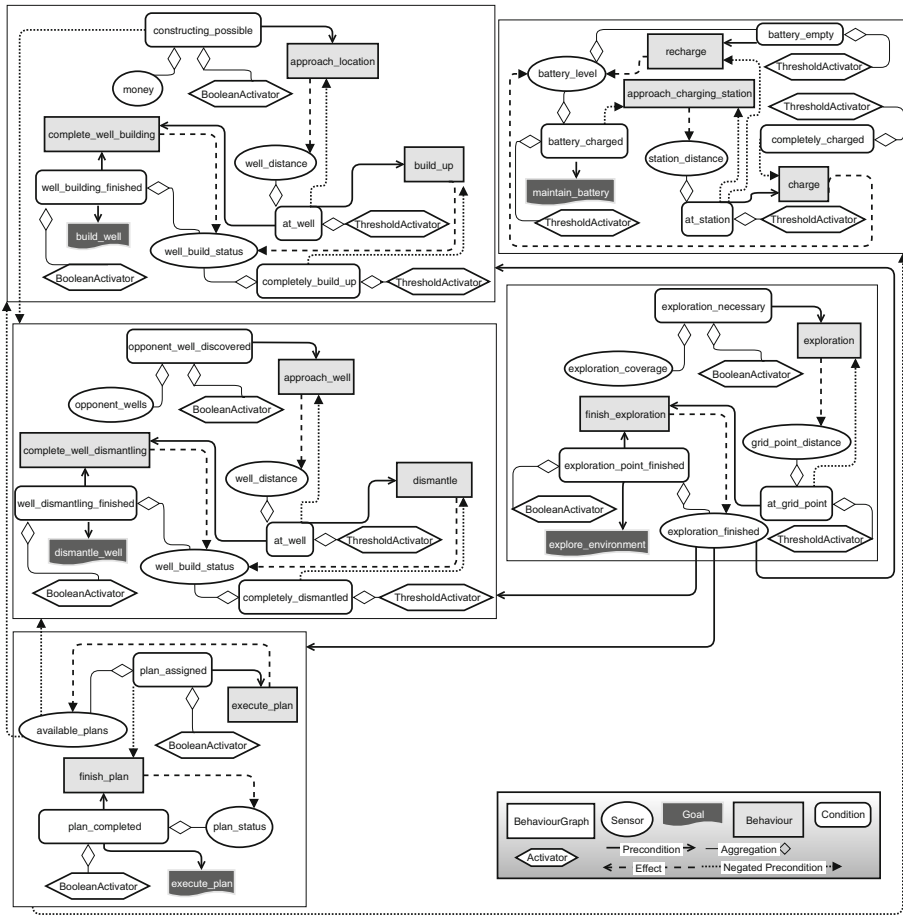 constructing_possible
approach_location
money
BooleanActivator
complete_well_building
well_distance
build_up
well_building_finished
at_well
ThresholdActivator
build_well
well_build_status
BooleanActivator
completely_build_up
ThresholdActivator
battery_empty
recharge
battery_level
ThresholdActivator
approach_charging_station
ThresholdActivator
battery_charged
station_distance
completely_charged
maintain_battery
charge
ThresholdActivator
at_station
ThresholdActivator
opponent_well_discovered
approach_well
opponent_wells
BooleanActivator
complete_well_dismantling
well_distance
dismantle
well_dismantling_finished
at_well
ThresholdActivator
dismantle_well
well_build_status
BooleanActivator
completely_dismantled
ThresholdActivator
exploration_necessary
exploration
exploration_coverage
BooleanActivator
finish_exploration
grid_point_distance
exploration_point_finished
at_grid_point
BooleanActivator
explore_environment
exploration_finished
ThresholdActivator
plan_assigned
execute_plan
available_plans
BooleanActivator
finish_plan
plan_completed
plan_status
BooleanActivator
execute_plan
BehaviourGraph
Sensor
Goal
Behaviour
Condition
Activator
Precondition
Aggregation
Effect
Negated Precondition